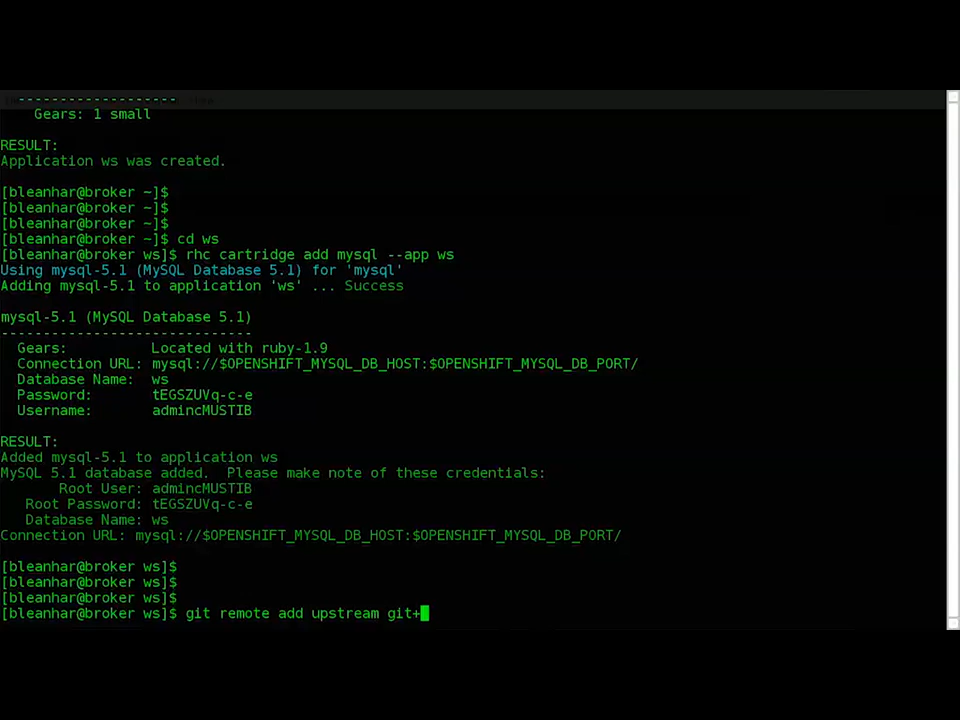 --------------------
Gears: 1 small
RESULT:
Application ws was created.
[bleanhar@broker ~]$
[bleanhar@broker ~]$
[bleanhar@broker ~]$
[bleanhar@broker ~]$ cd ws
[bleanhar@broker ws]$ rhc cartridge add mysql --app ws
Using mysql-5.1 (MySQL Database 5.1) for 'mysql'
Adding mysql-5.1 to application 'ws' ... Success
mysql-5.1 (MySQL Database 5.1)
------------------------------
Gears: Located with ruby-1.9
Connection URL: mysql://$OPENSHIFT_MYSQL_DB_HOST:$OPENSHIFT_MYSQL_DB_PORT/
Database Name: ws
Password: tEGSZUVq-c-e
Username: admincMUSTIB
RESULT:
Added mysql-5.1 to application ws
MySQL 5.1 database added. Please make note of these credentials:
Root User: admincMUSTIB
Root Password: tEGSZUVq-c-e
Database Name: ws
Connection URL: mysql://$OPENSHIFT_MYSQL_DB_HOST:$OPENSHIFT_MYSQL_DB_PORT/
[bleanhar@broker ws]$
[bleanhar@broker ws]$
[bleanhar@broker ws]$
[bleanhar@broker ws]$ git remote add upstream git+